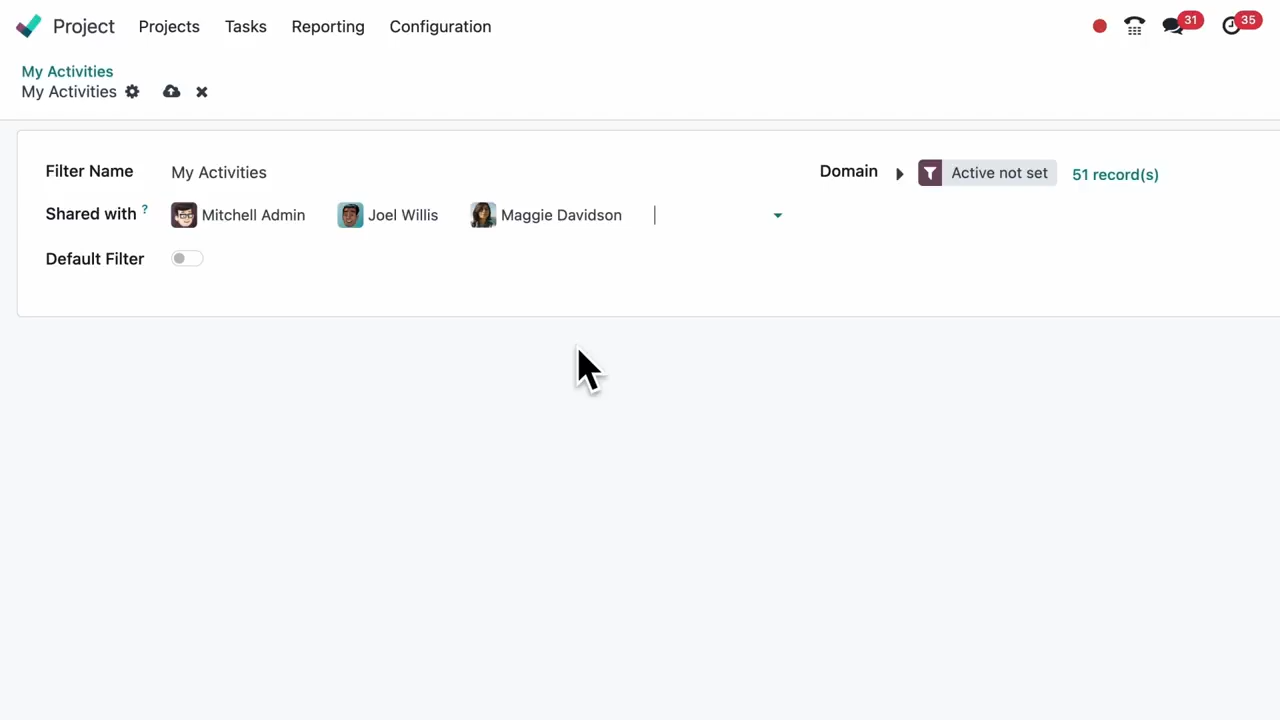 Project Projects Tasks Reporting Configuration 31 35
My Activities
My Activities
Filter Name My Activities Domain Active not set 51 record(s)
Shared with ? Mitchell Admin Joel Willis Maggie Davidson
Default Filter